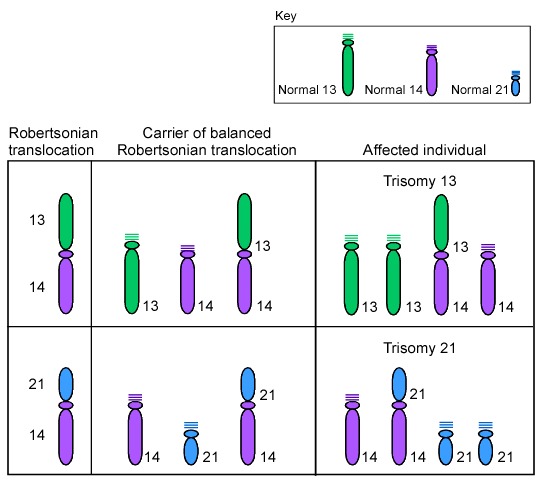 Key
Normal 13
Normal 14
Normal 21
Robertsonian
translocation
Carrier of balanced
Robertsonian translocation
Affected individual
13
14
13
14
13
14
Trisomy 13
13
13
13
14
14
21
14
14
21
21
14
Trisomy 21
14
21
14
21
21